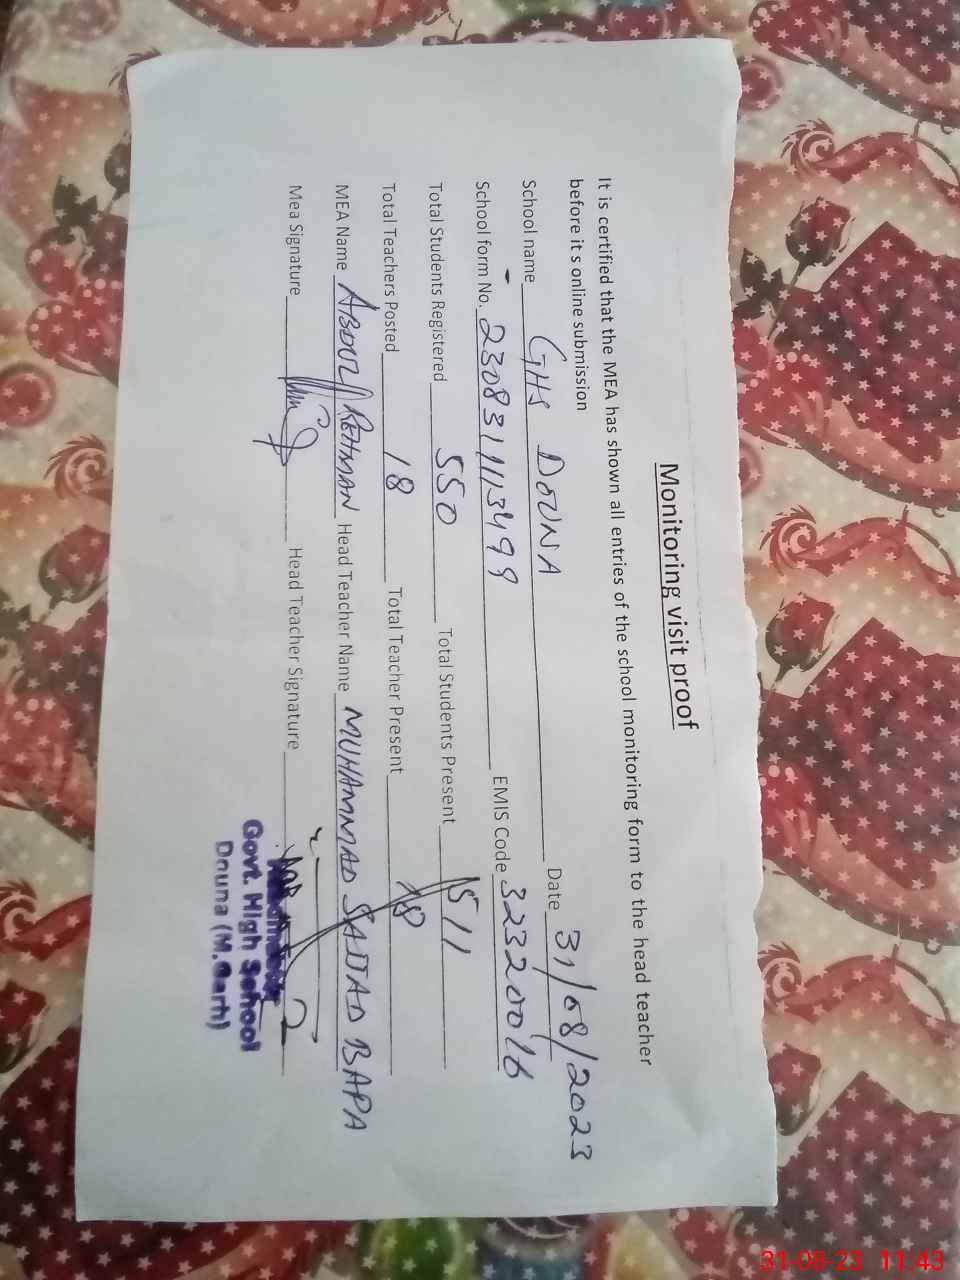 Monitoring visit proof
It is certified that the MEA has shown all entries of the school monitoring form to the head teacher
before it s online submission
School name GHS DOUNA Date 31/08/2023
School form No. 230831113499 EMIS Code 32320016
Total Students Registered 550 Total Students Present 511
Total Teachers Posted 18 Total Teacher Present 18
MEA Name ABDUL REHMAN Head Teacher Name MUHAMMAD SAJJAD BAPA
Mea Signature Head Teacher Signature
Govt. High School
Douna (M.Garh)
31-08-23 11:43